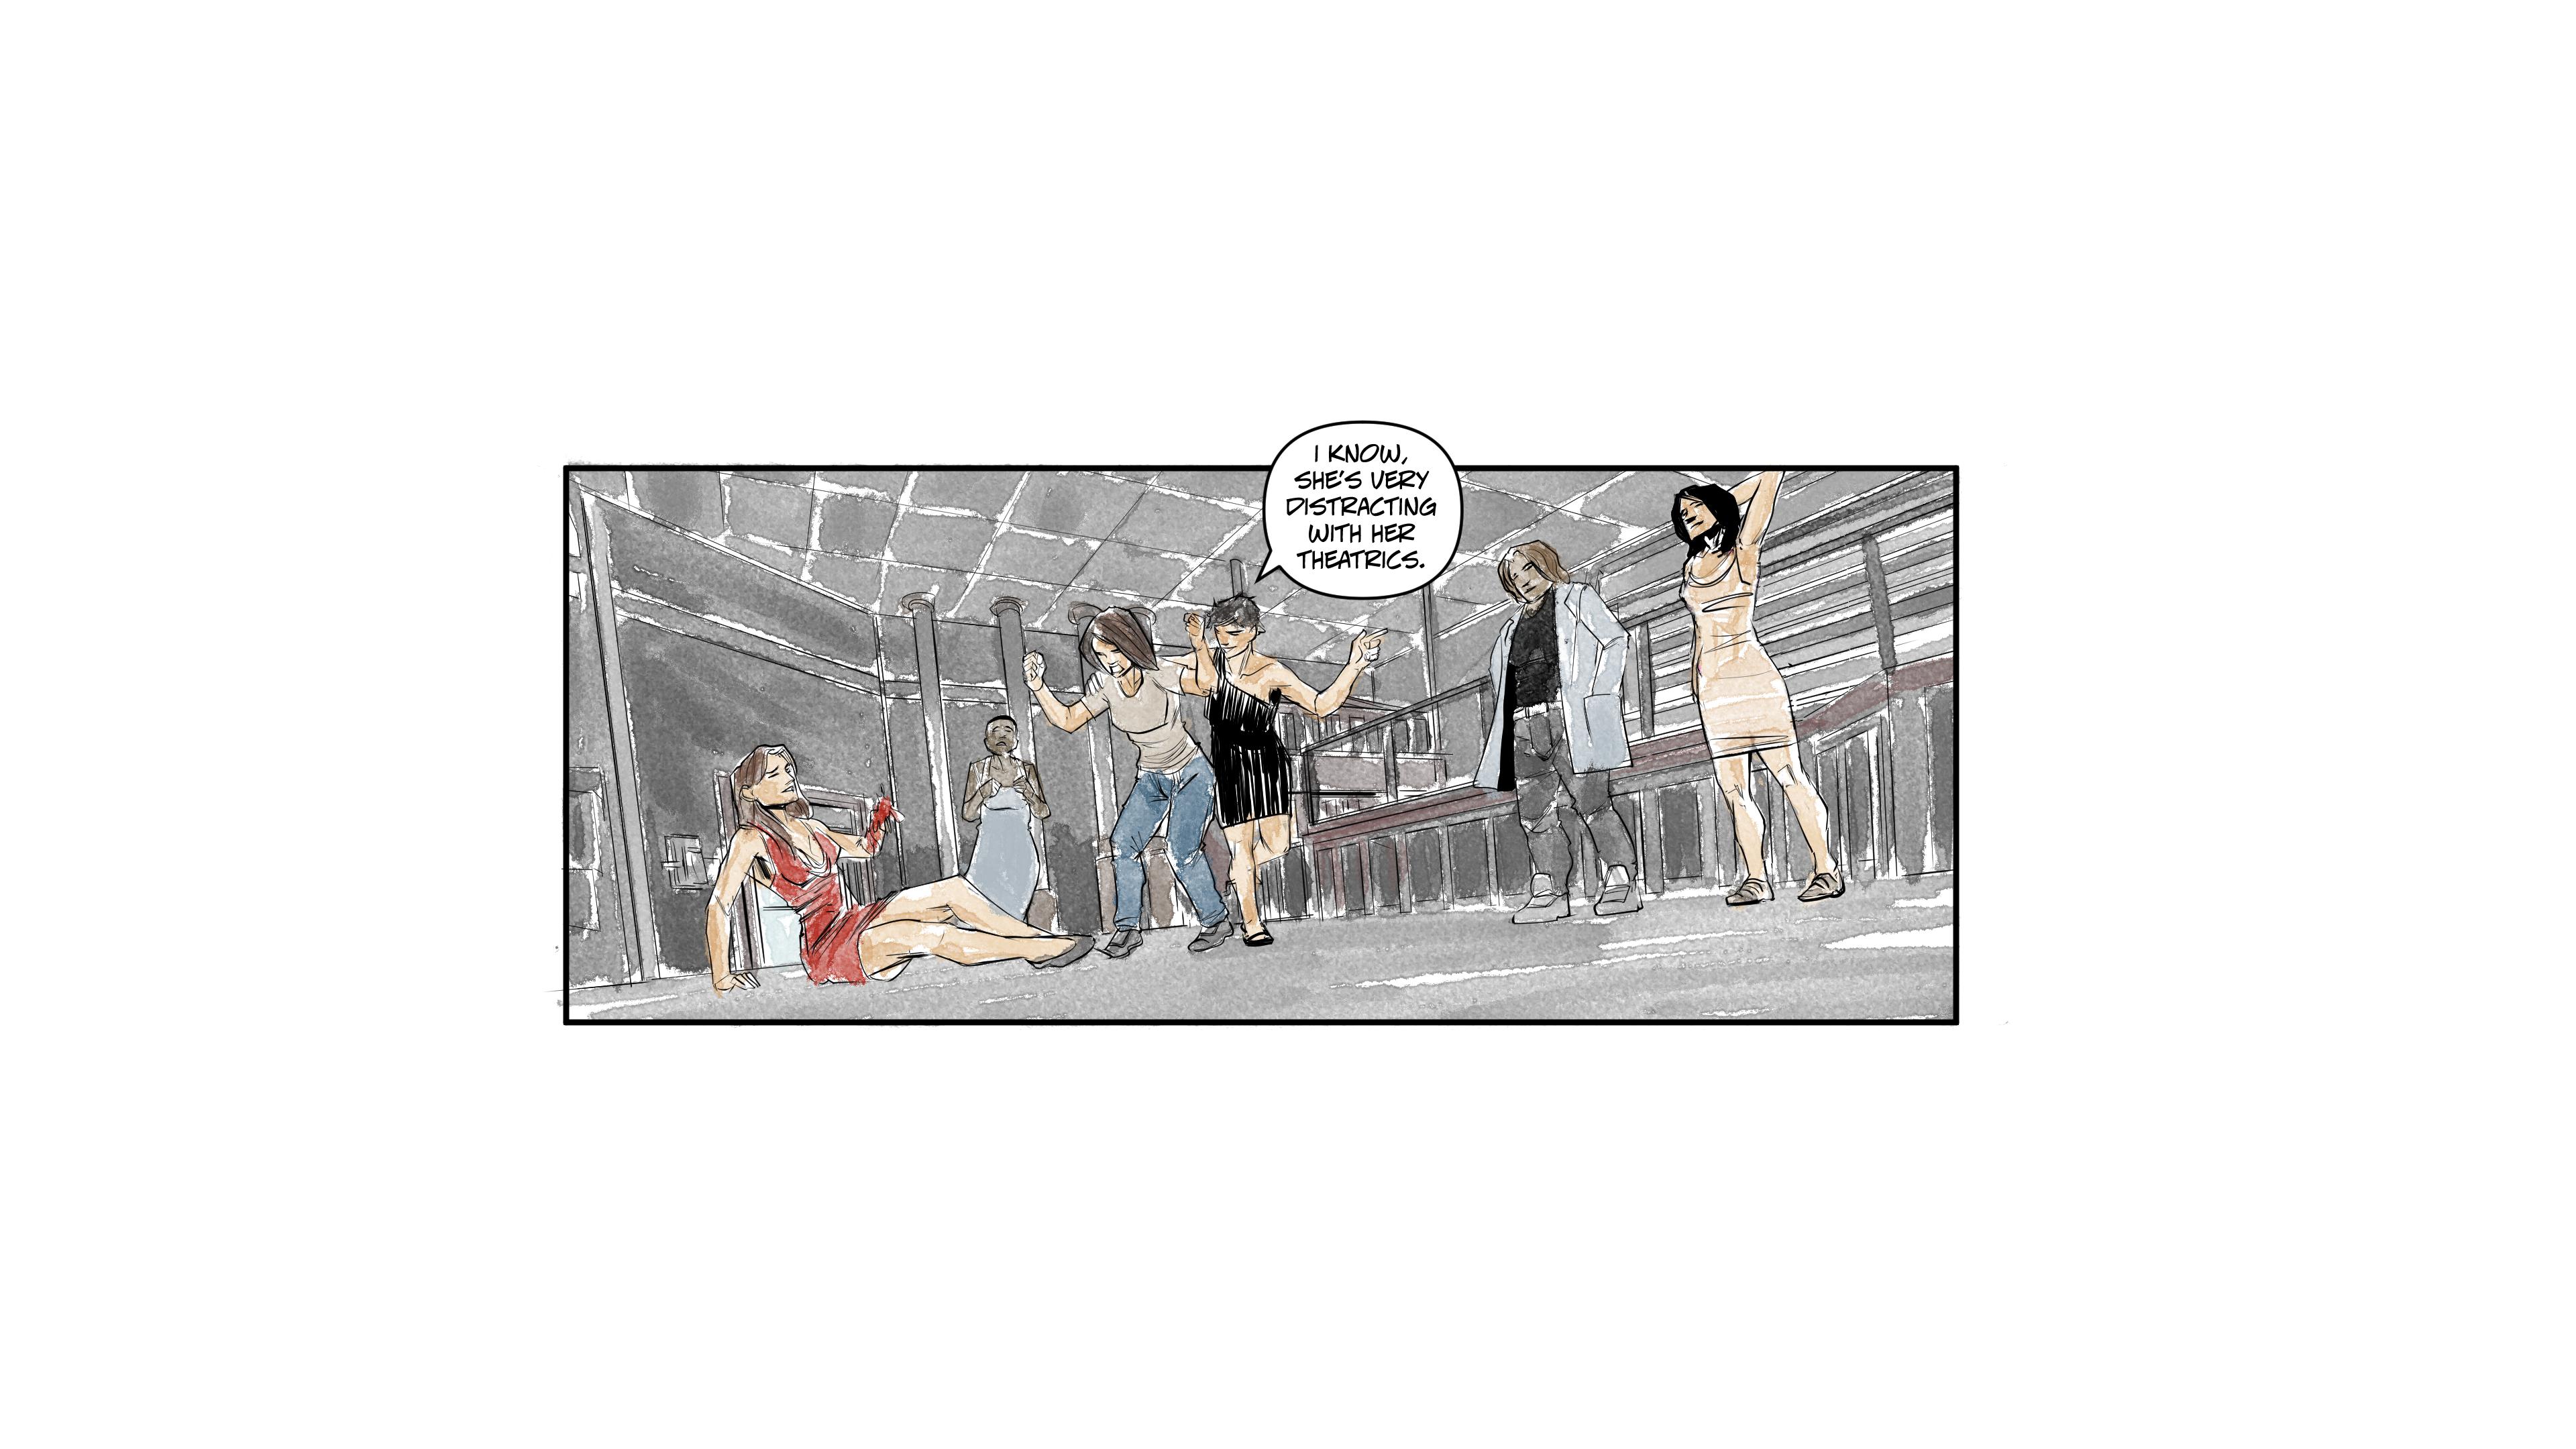 I KNOW,
SHE'S VERY
DISTRACTING
WITH HER
THEATRICS.